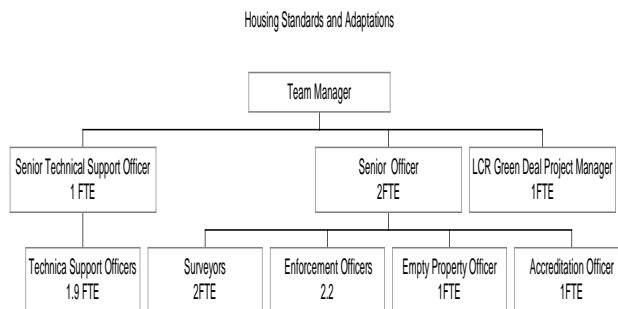 Housing Standards and Adaptations
Team Manager
Senior Technical Support Officer
1 FTE
Senior Officer
2FTE
LCR Green Deal Project Manager
1FTE
Technica Support Officers
1.9 FTE
Surveyors
2FTE
Enforcement Officers
2.2
Empty Property Officer
1FTE
Accreditation Officer
1FTE